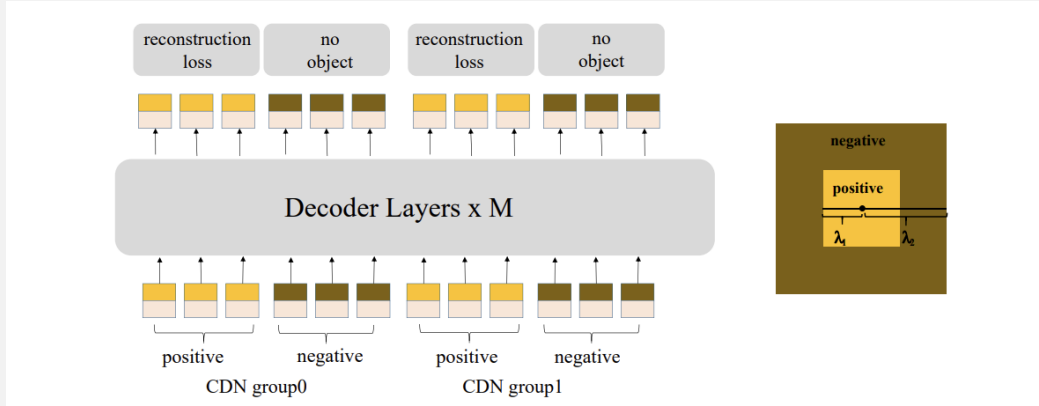 reconstruction
loss
no
object
reconstruction
loss
no
object
Decoder Layers x M
positive
negative
positive
negative
CDN group0
CDN group1
negative
positive
λ₁
λ₂